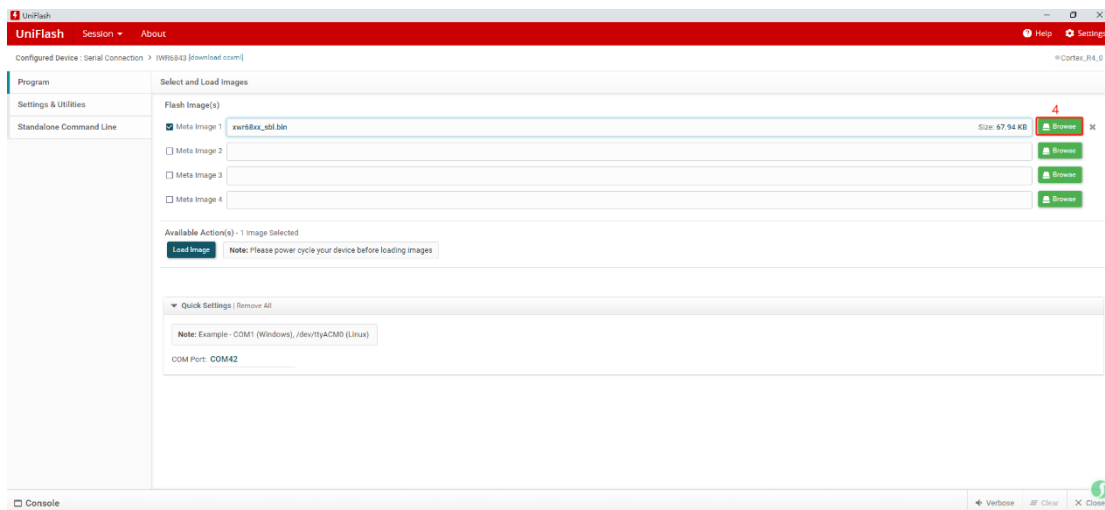 UniFlash
UniFlash Session About Help Settings
Configured Device : Serial Connection > IWR6843 [download ccxml] Cortex_R4_0
Program
Settings & Utilities
Standalone Command Line
Select and Load Images
Flash Image(s)
4
Meta Image 1 xwr68xx_sbl.bin Size: 67.94 KB Browse
Meta Image 2 Browse
Meta Image 3 Browse
Meta Image 4 Browse
Available Action(s) - 1 Image Selected
Load Image Note: Please power cycle your device before loading images
Quick Settings | Remove All
Note: Example - COM1 (Windows), /dev/ttyACM0 (Linux)
COM Port: COM42
Console Verbose Clear Close